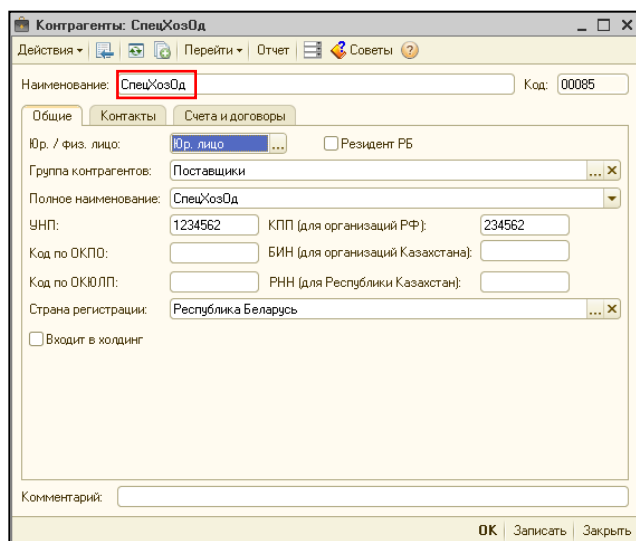 Контрагенты: СпецХозОд
Действия Перейти Отчет Советы
Наименование: СпецХозОд Код: 00085
Общие Контакты Счета и договоры
Юр. / физ. лицо: Юр. лицо ... Резидент РБ
Группа контрагентов: Поставщики ... ×
Полное наименование: СпецХозОд
УНП: 1234562 КПП (для организаций РФ): 234562
Код по ОКПО: БИН (для организаций Казахстана):
Код по ОКЮЛП: РНН (для Республики Казахстан):
Страна регистрации: Республика Беларусь ... ×
Входит в холдинг
Комментарий:
OK Записать Закрыть